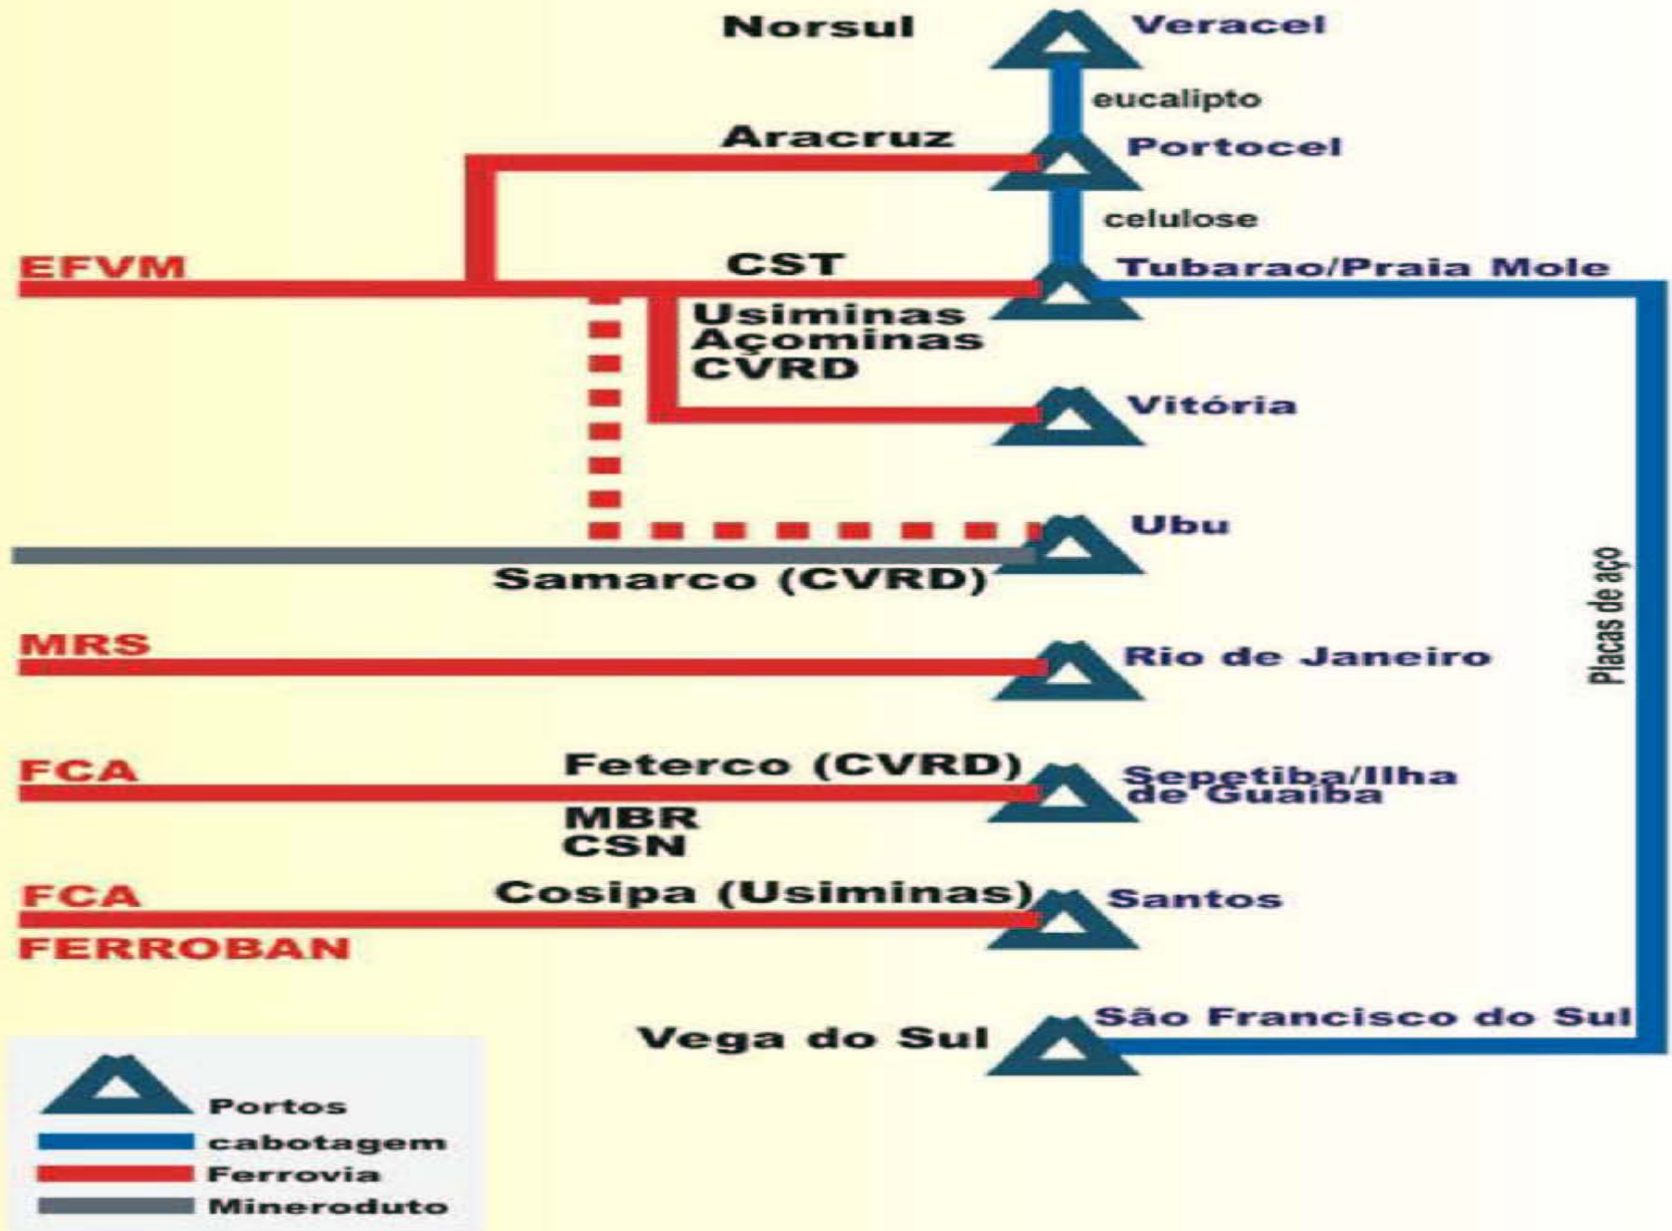 Norsul
Veracel
eucalipto
Aracruz
Portocel
celulose
EFVM
CST
Tubarao/Praia Mole
Usiminas
Açominas
CVRD
Vitória
Ubu
Samarco (CVRD)
Placas de aço
MRS
Rio de Janeiro
FCA
Feterco (CVRD)
Sepetiba/Ilha
de Guaiba
MBR
CSN
FCA
Cosipa (Usiminas)
Santos
FERROBAN
São Francisco do Sul
Vega do Sul
Portos
cabotagem
Ferrovia
Mineroduto